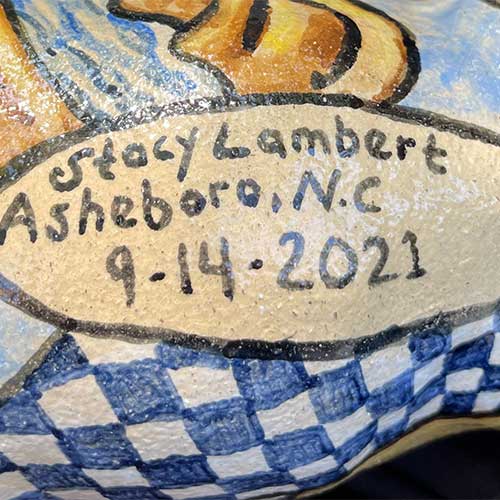 Stacy Lambert
Asheboro, N.C
9-14-2021